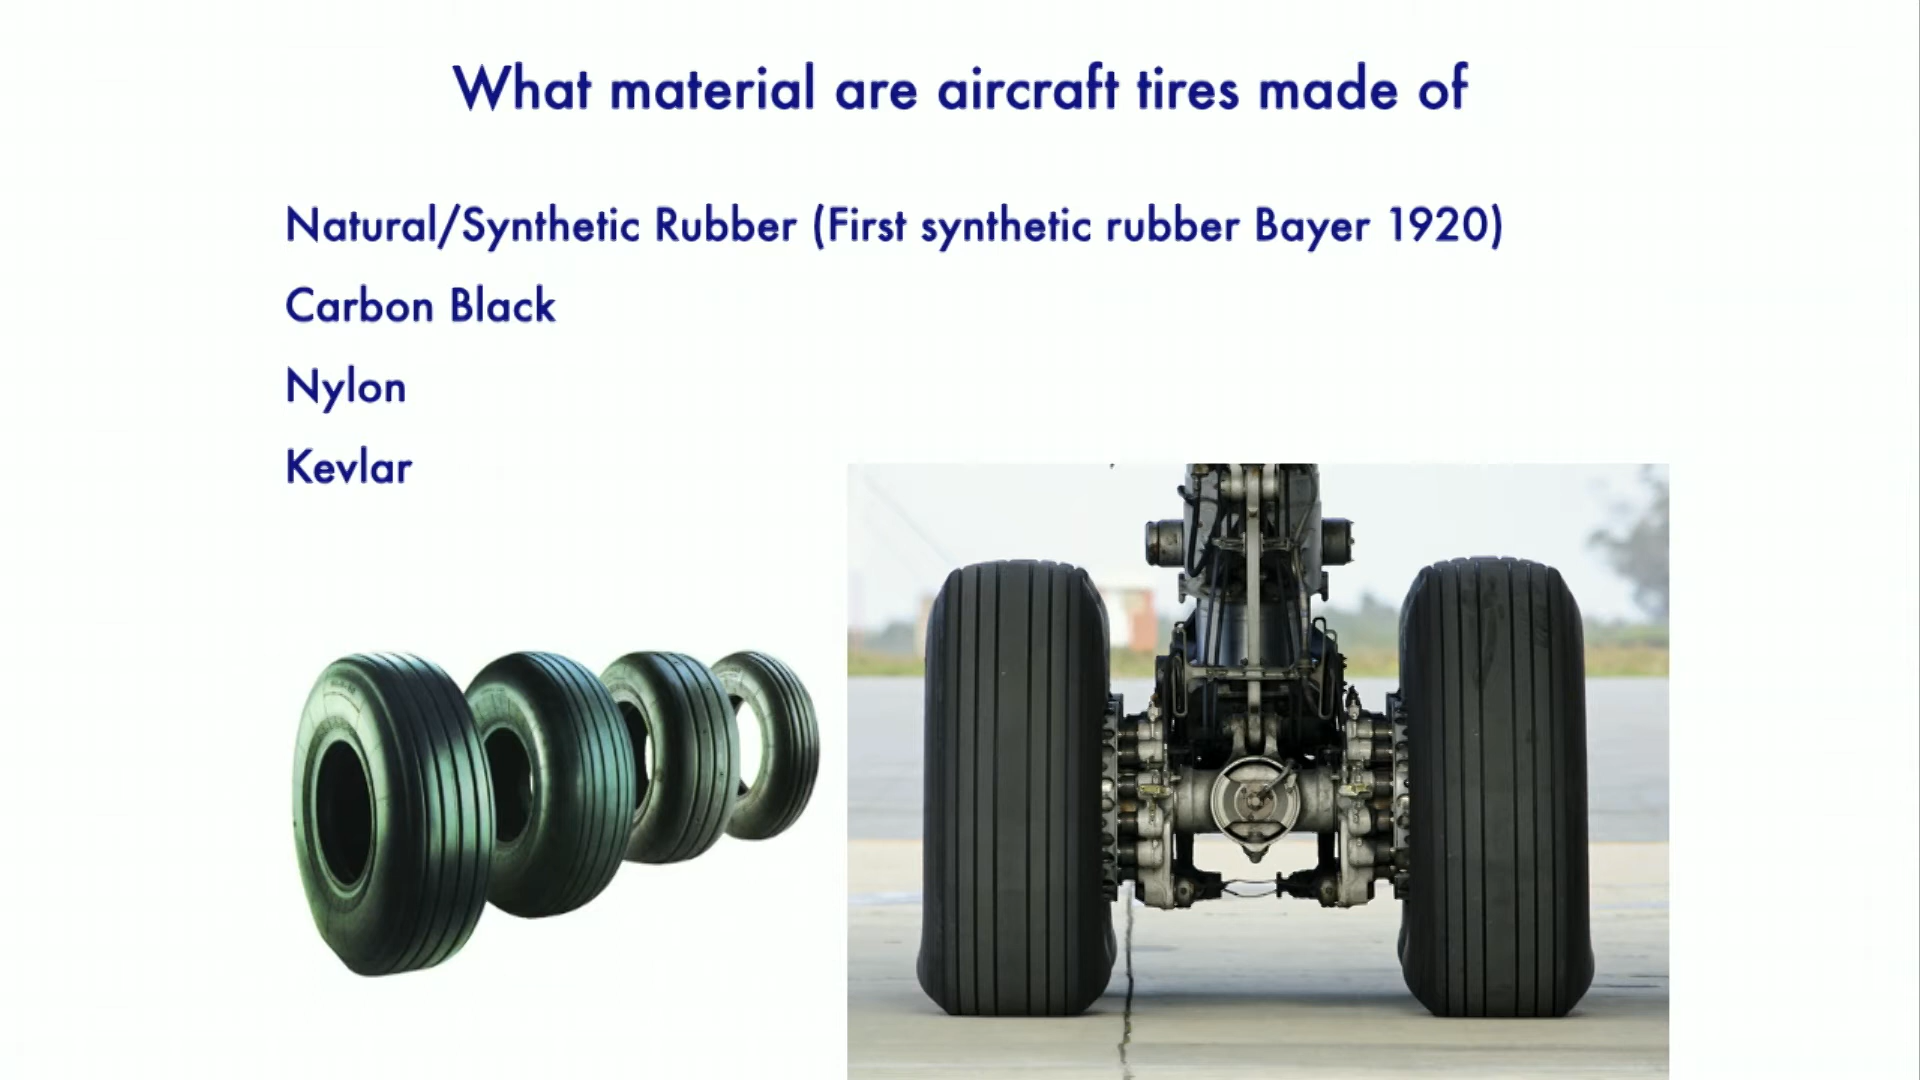 What material are aircraft tires made of
Natural/Synthetic Rubber (First synthetic rubber Bayer 1920)
Carbon Black
Nylon
Kevlar